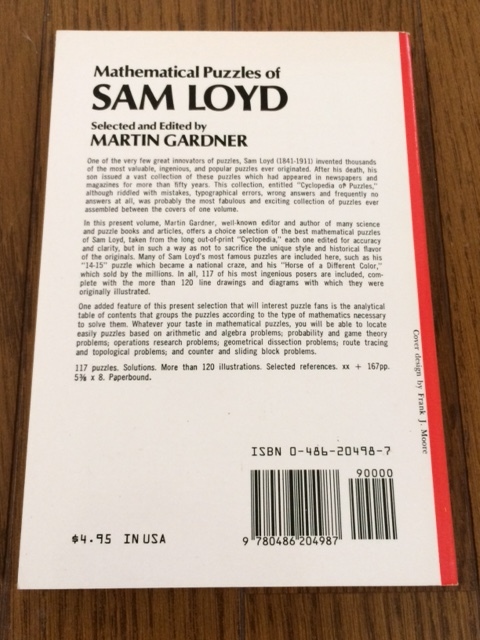 Mathematical Puzzles of
SAM LOYD
Selected and Edited by
MARTIN GARDNER
One of the very few great innovators of puzzles, Sam Loyd (1841-1911) invented thousands
of the most valuable, ingenious, and popular puzzles ever originated. After his death, his
son issued a vast collection of these puzzles which had appeared in newspapers and
magazines for more than fifty years. This collection, entitled "Cyclopedia of Puzzles,"
although riddled with mistakes, typographical errors, wrong answers and frequently no
answers at all, was probably the most fabulous and exciting collection of puzzles ever
assembled between the covers of one volume.
In this present volume, Martin Gardner, well-known editor and author of many science
and puzzle books and articles, offers a choice selection of the best mathematical puzzles
of Sam Loyd, taken from the long out-of-print "Cyclopedia," each one edited for accuracy
and clarity, but in such a way as not to sacrifice the unique style and historical flavor
of the originals. Many of Sam Loyd's most famous puzzles are included here, such as his
"14-15" puzzle which became a national craze, and his "Horse of a Different Color,"
which sold by the millions. In all, 117 of his most ingenious posers are included, com-
plete with the more than 120 line drawings and diagrams with which they were
originally illustrated.
One added feature of this present selection that will interest puzzle fans is the analytical
table of contents that groups the puzzles according to the type of mathematics necessary
to solve them. Whatever your taste in mathematical puzzles, you will be able to locate
easily puzzles based on arithmetic and algebra problems; probability and game theory
problems; operations research problems; geometrical dissection problems; route tracing
and topological problems; and counter and sliding block problems.
117 puzzles. Solutions. More than 120 illustrations. Selected references. xx + 167pp.
5⅜ x 8. Paperbound.
Cover design by Frank J. Moore
ISBN 0-486-20498-7
90000
9 780486 204987
$4.95 IN USA